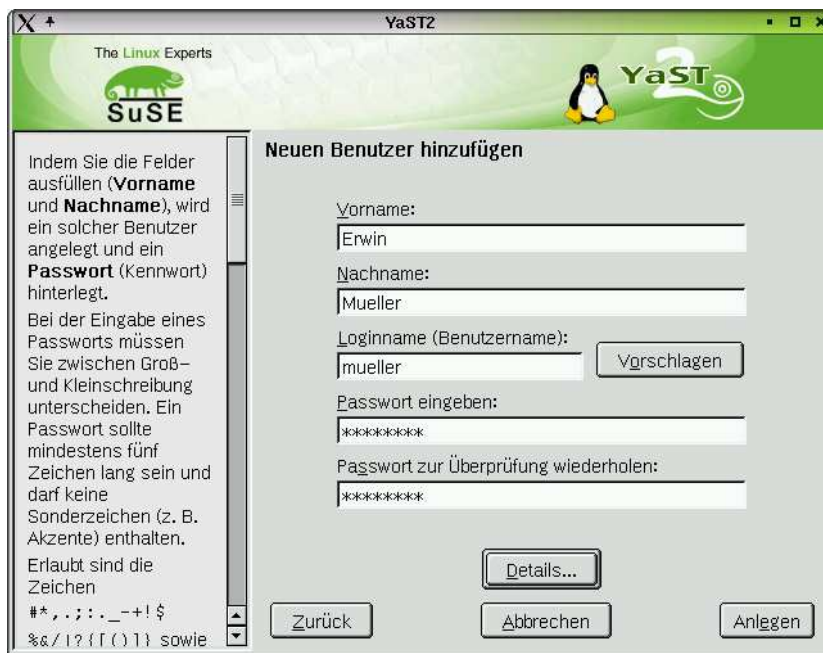 YaST2
The Linux Experts
SuSE
YaST2
Indem Sie die Felder
ausfüllen (Vorname
und Nachname), wird
ein solcher Benutzer
angelegt und ein
Passwort (Kennwort)
hinterlegt.
Bei der Eingabe eines
Passworts müssen
Sie zwischen Groß-
und Kleinschreibung
unterscheiden. Ein
Passwort sollte
mindestens fünf
Zeichen lang sein und
darf keine
Sonderzeichen (z. B.
Akzente) enthalten.
Erlaubt sind die
Zeichen
#*,.;:._-+!$
%&/|?{[()]} sowie
Neuen Benutzer hinzufügen
Vorname:
Erwin
Nachname:
Mueller
Loginname (Benutzername):
mueller
Vorschlagen
Passwort eingeben:
********
Passwort zur Überprüfung wiederholen:
********
Details...
Zurück
Abbrechen
Anlegen